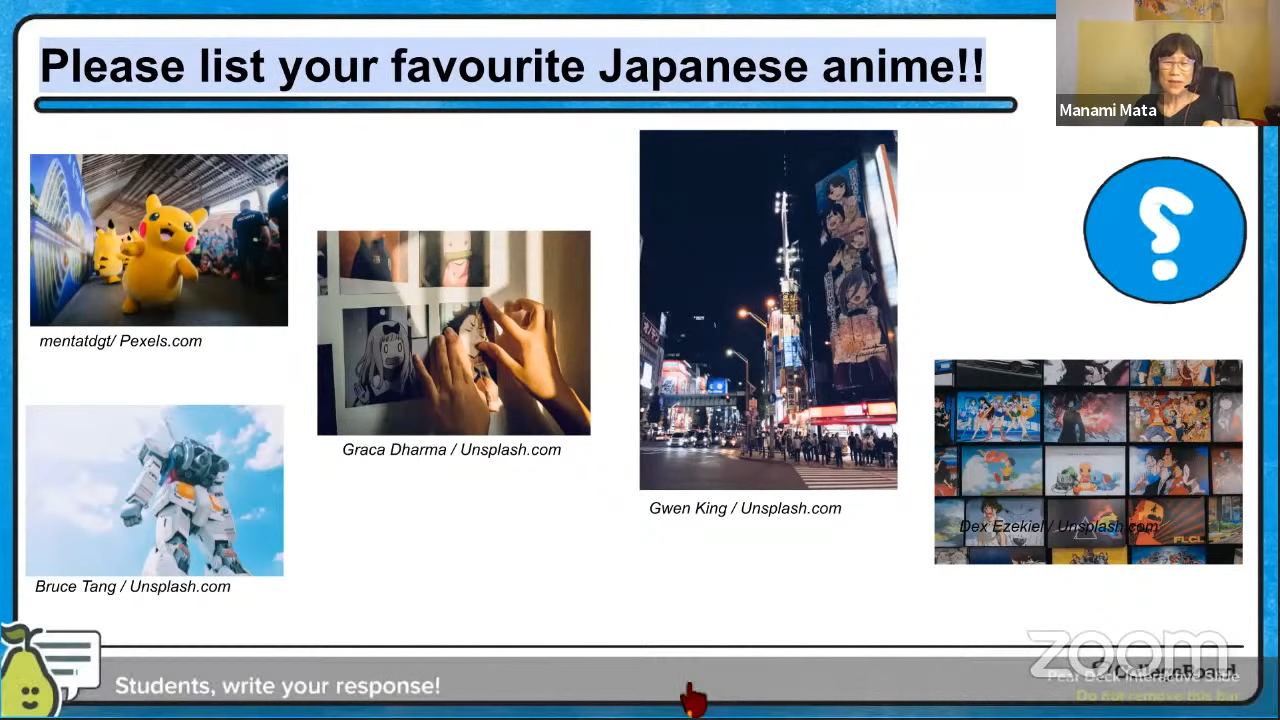 Please list your favourite Japanese anime!!
Manami Mata
mentatdgt/ Pexels.com
Graca Dharma / Unsplash.com
Gwen King / Unsplash.com
Dex Ezekiel / Unsplash.com
FLCL
Bruce Tang / Unsplash.com
zoom
CollegeBoard
Pear Deck Interactive Slide
Do not remove this bar
Students, write your response!